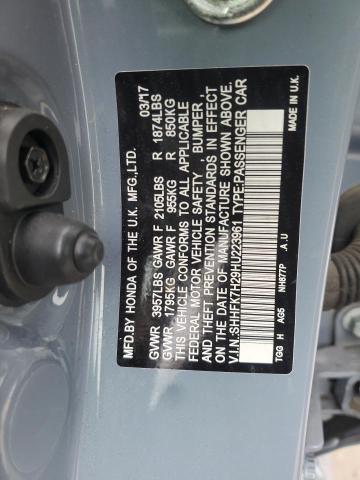 MFD.BY HONDA OF THE U.K. MFG.,LTD. 03/17
GVWR 3957LBS GAWR F 2105LBS R 1874LBS
GVWR 1795KG GAWR F 955KG R 850KG
THIS VEHICLE CONFORMS TO ALL APPLICABLE
FEDERAL MOTOR VEHICLE SAFETY , BUMPER ,
AND THEFT PREVENTION STANDARDS IN EFFECT
ON THE DATE OF MANUFACTURE SHOWN ABOVE.
V.I.N.SHHFK7H29HU223961 TYPE:PASSENGER CAR
TGG H AG5 NH877P .A.U MADE IN U.K.